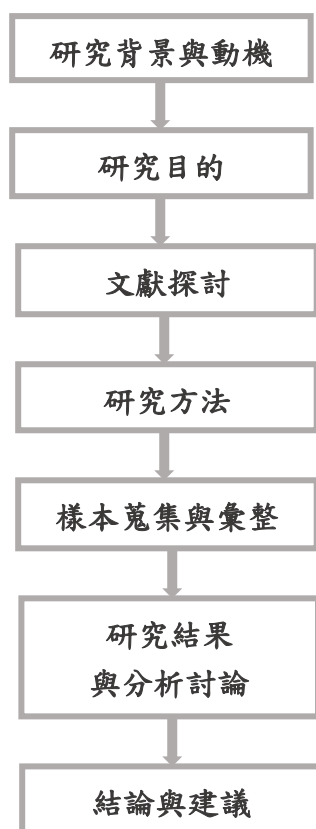 研究背景與動機
研究目的
文獻探討
研究方法
樣本蒐集與彙整
研究結果
與分析討論
結論與建議